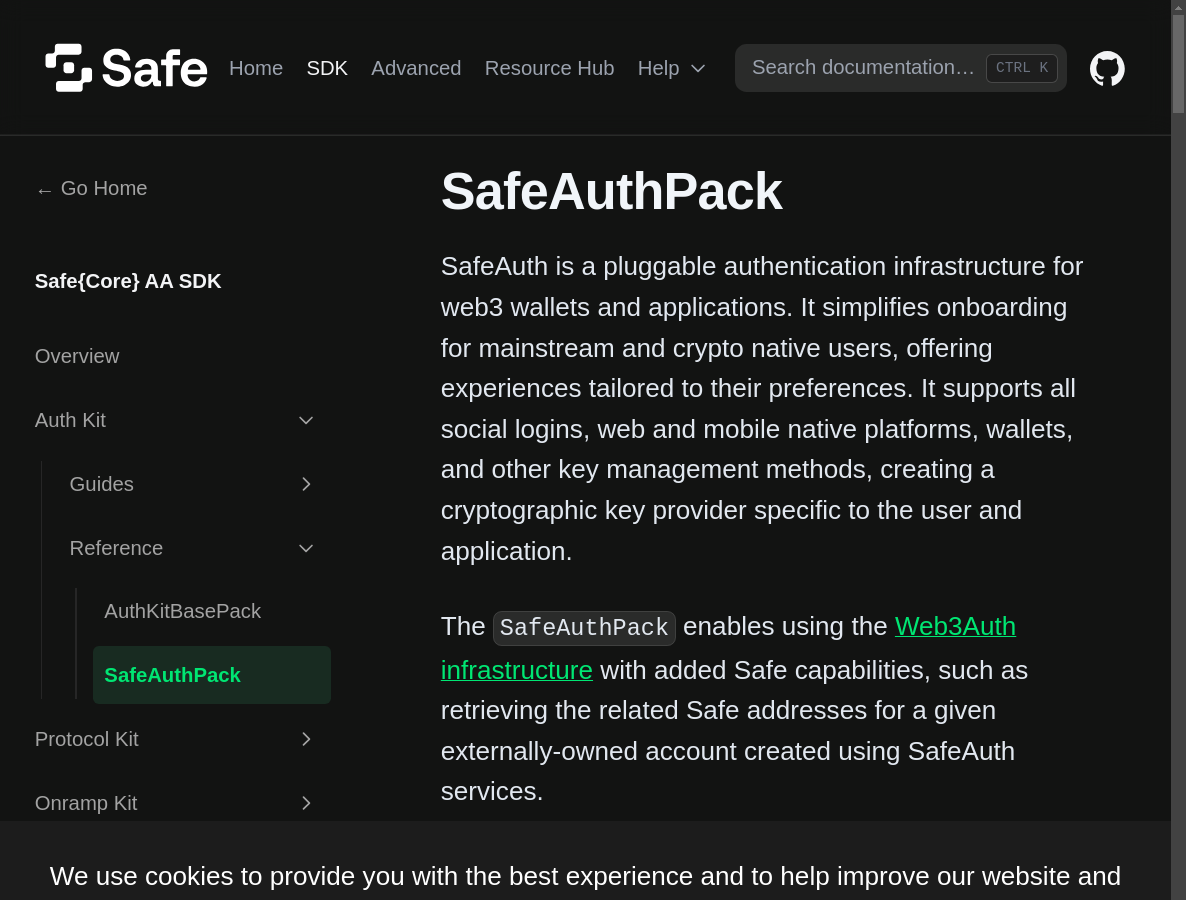 Safe
Home SDK Advanced Resource Hub Help Search documentation… CTRL K
← Go Home
Safe{Core} AA SDK
Overview
Auth Kit
Guides
Reference
AuthKitBasePack
SafeAuthPack
Protocol Kit
Onramp Kit
SafeAuthPack
SafeAuth is a pluggable authentication infrastructure for
web3 wallets and applications. It simplifies onboarding
for mainstream and crypto native users, offering
experiences tailored to their preferences. It supports all
social logins, web and mobile native platforms, wallets,
and other key management methods, creating a
cryptographic key provider specific to the user and
application.
The SafeAuthPack enables using the Web3Auth
infrastructure with added Safe capabilities, such as
retrieving the related Safe addresses for a given
externally-owned account created using SafeAuth
services.
We use cookies to provide you with the best experience and to help improve our website and